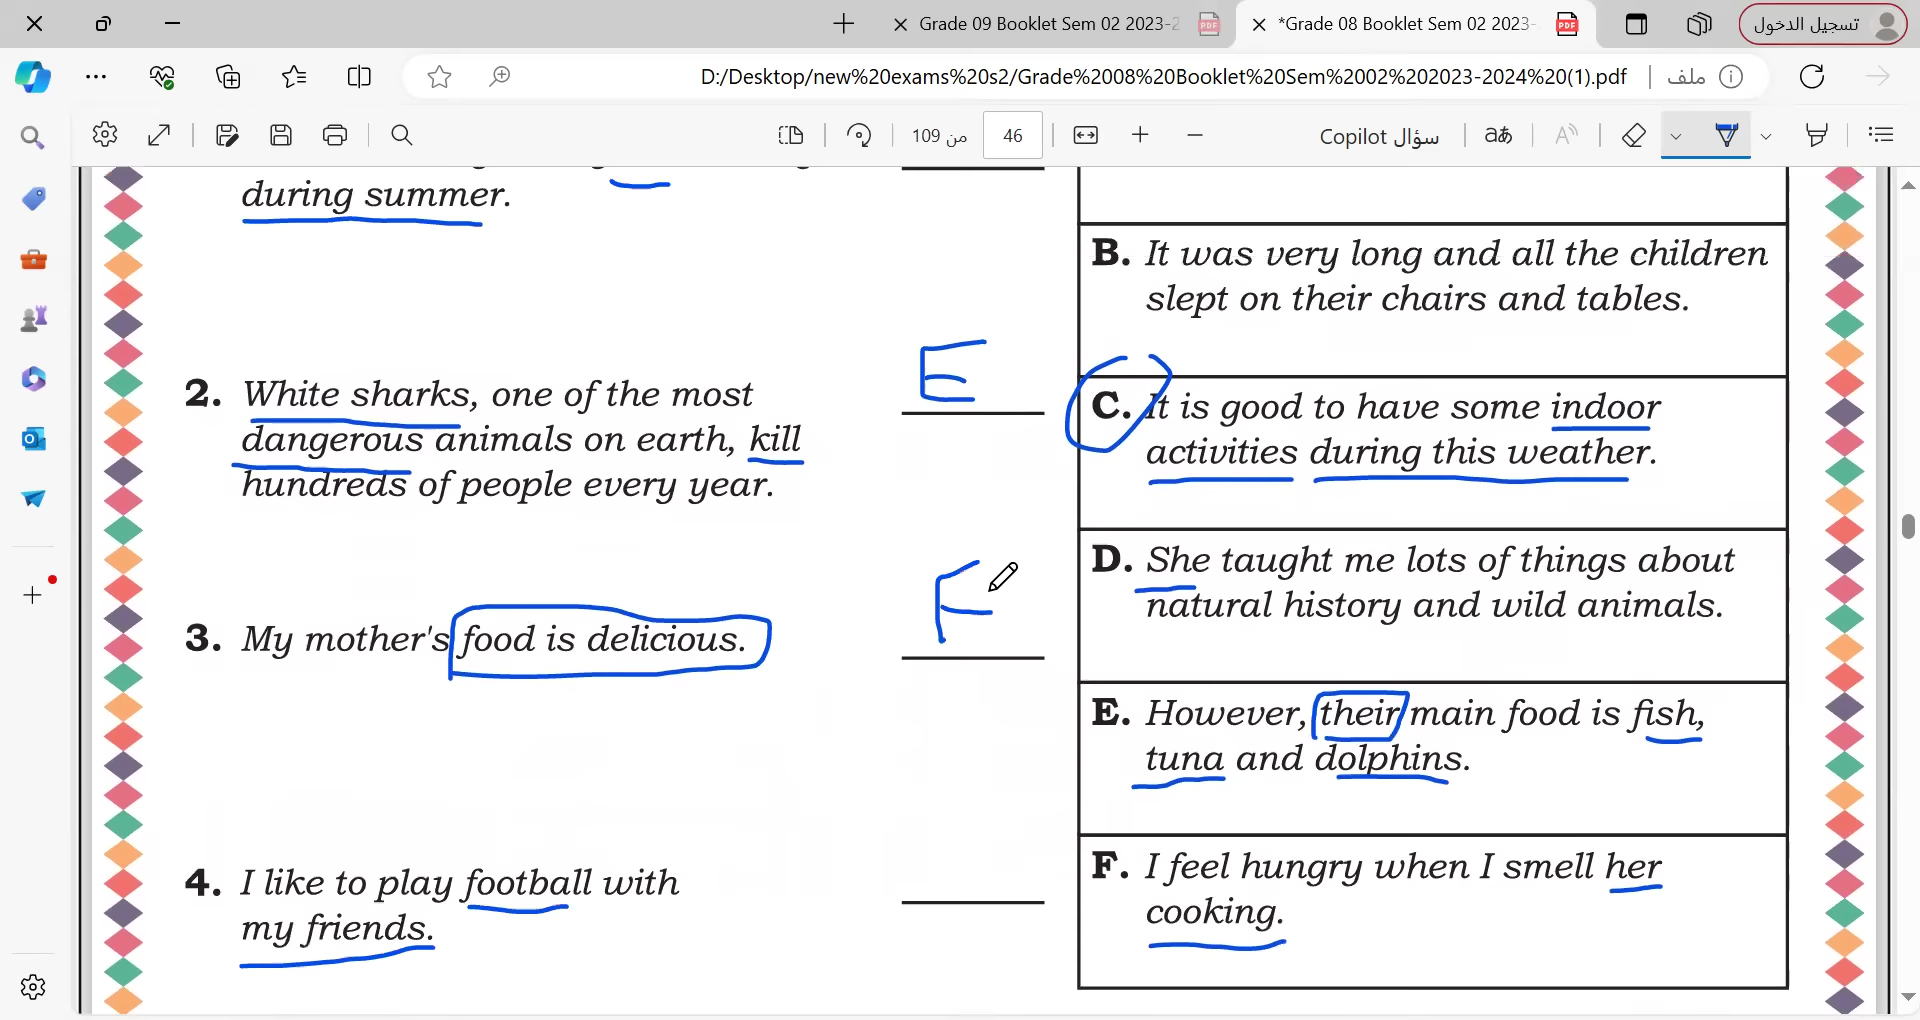 Grade 09 Booklet Sem 02 2023-2
*Grade 08 Booklet Sem 02 2023-
تسجيل الدخول
D:/Desktop/new%20exams%20s2/Grade%2008%20Booklet%20Sem%2002%202023-2024%20(1).pdf
ملف
من 109
46
سؤال Copilot
during summer.
2. White sharks, one of the most
dangerous animals on earth, kill
hundreds of people every year.
E
3. My mother's food is delicious.
F
4. I like to play football with
my friends.
B. It was very long and all the children
slept on their chairs and tables.
C. It is good to have some indoor
activities during this weather.
D. She taught me lots of things about
natural history and wild animals.
E. However, their main food is fish,
tuna and dolphins.
F. I feel hungry when I smell her
cooking.